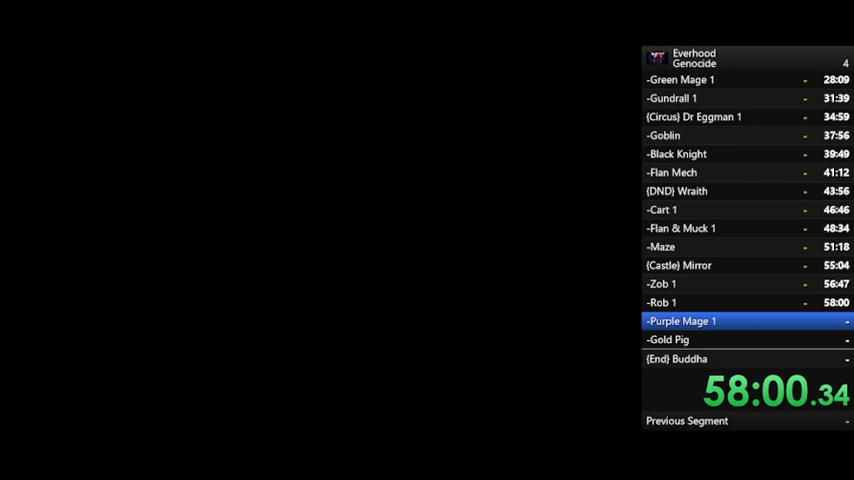 Everhood
Genocide 4
-Green Mage 1 - 28:09
-Gundrall 1 - 31:39
{Circus} Dr Eggman 1 - 34:59
-Goblin - 37:56
-Black Knight - 39:49
-Flan Mech - 41:12
{DND} Wraith - 43:56
-Cart 1 - 46:46
-Flan & Muck 1 - 48:34
-Maze - 51:18
{Castle} Mirror - 55:04
-Zob 1 - 56:47
-Rob 1 - 58:00
-Purple Mage 1 -
-Gold Pig -
{End} Buddha -
58:00.34
Previous Segment -